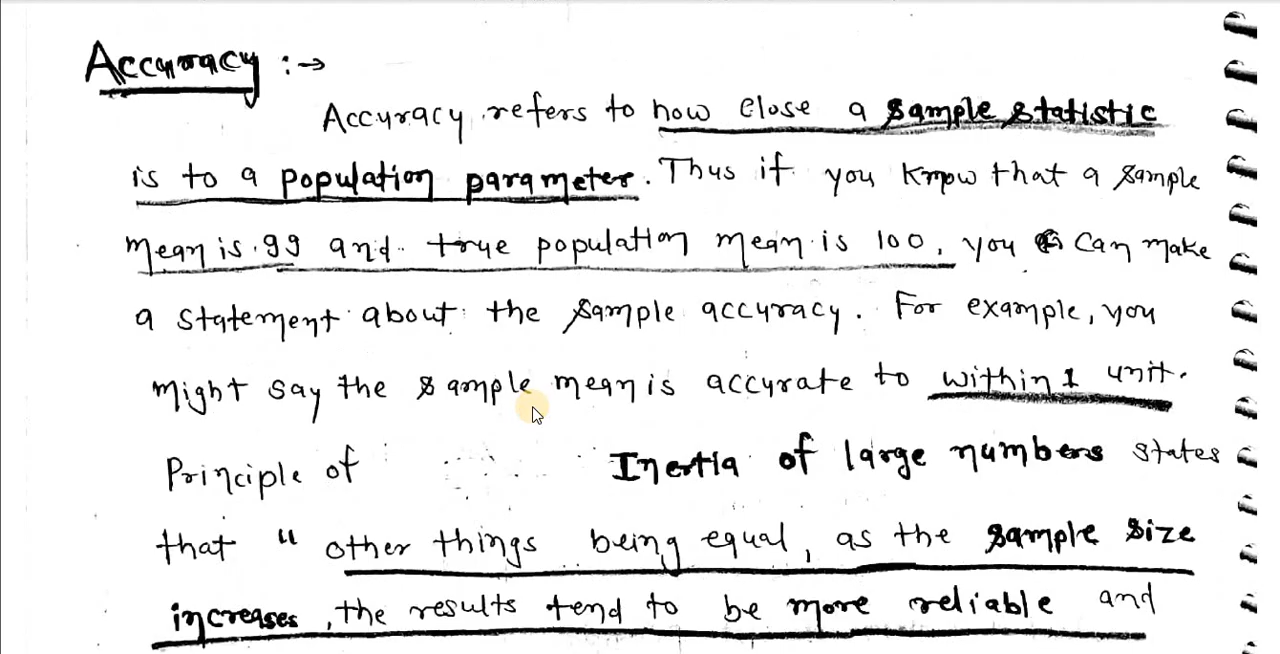 Accuracy :→
Accuracy refers to how close a sample statistic
is to a population parameter. Thus if you know that a sample
mean is 99 and true population mean is 100, you can make
a statement about the sample accuracy. For example, you
might say the sample mean is accurate to within 1 unit.
Principle of Inertia of large numbers states
that "other things being equal, as the sample size
increases, the results tend to be more reliable and